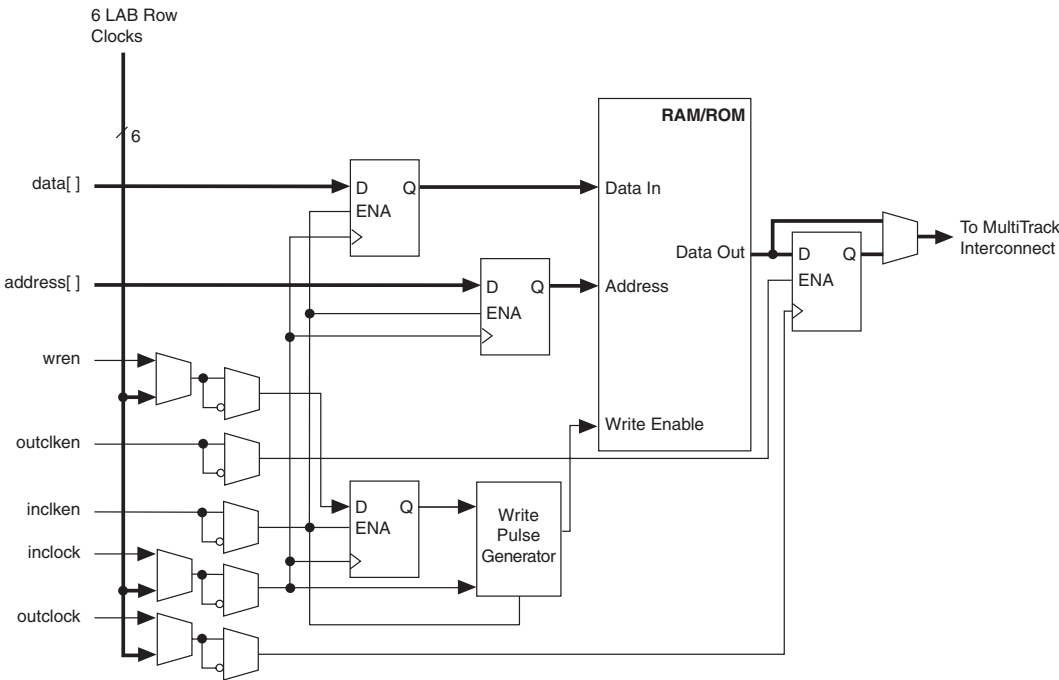 6 LAB Row
Clocks
6
RAM/ROM
data[ ]
D Q
ENA
Data In
To MultiTrack
Interconnect
Data Out
D Q
ENA
address[ ]
D Q
ENA
Address
wren
Write Enable
outclken
inclken
D Q
ENA
Write
Pulse
Generator
inclock
outclock